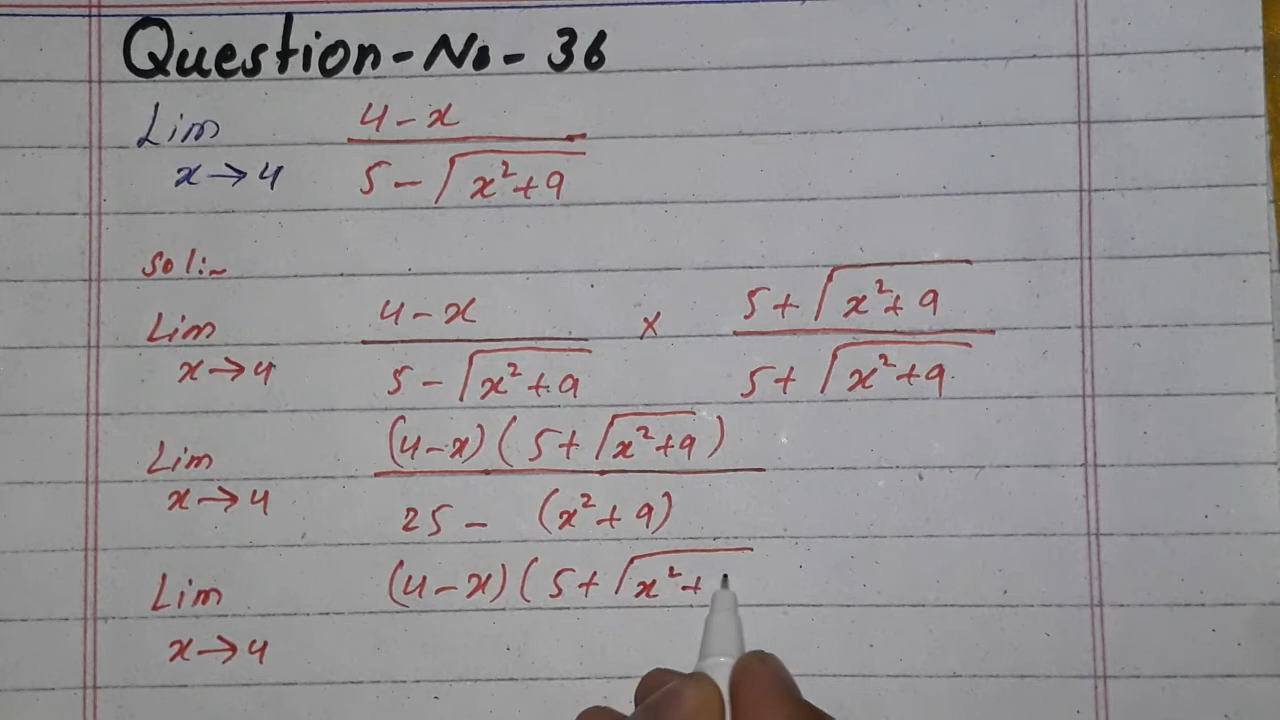 Question-No-36
Lim x→4 4-x / 5-√x²+9
Sol:~
Lim x→4 4-x / 5-√x²+9 × 5+√x²+9 / 5+√x²+9
Lim x→4 (4-x)(5+√x²+9) / 25-(x²+9)
Lim x→4 (4-x)(5+√x²+